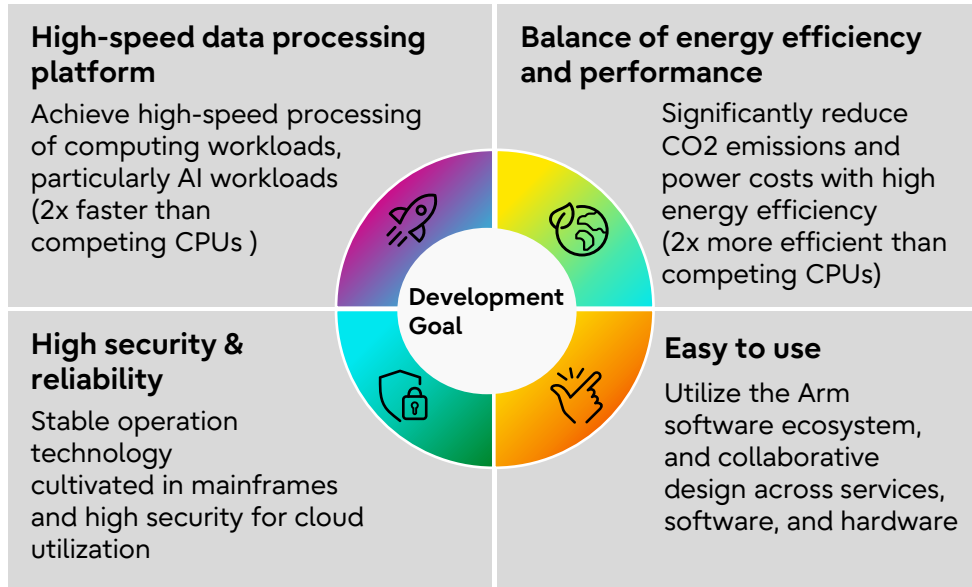 High-speed data processing
platform
Achieve high-speed processing
of computing workloads,
particularly AI workloads
(2x faster than
competing CPUs )
Balance of energy efficiency
and performance
Significantly reduce
CO2 emissions and
power costs with high
energy efficiency
(2x more efficient than
competing CPUs)
Development
Goal
High security &
reliability
Stable operation
technology
cultivated in mainframes
and high security for cloud
utilization
Easy to use
Utilize the Arm
software ecosystem,
and collaborative
design across services,
software, and hardware